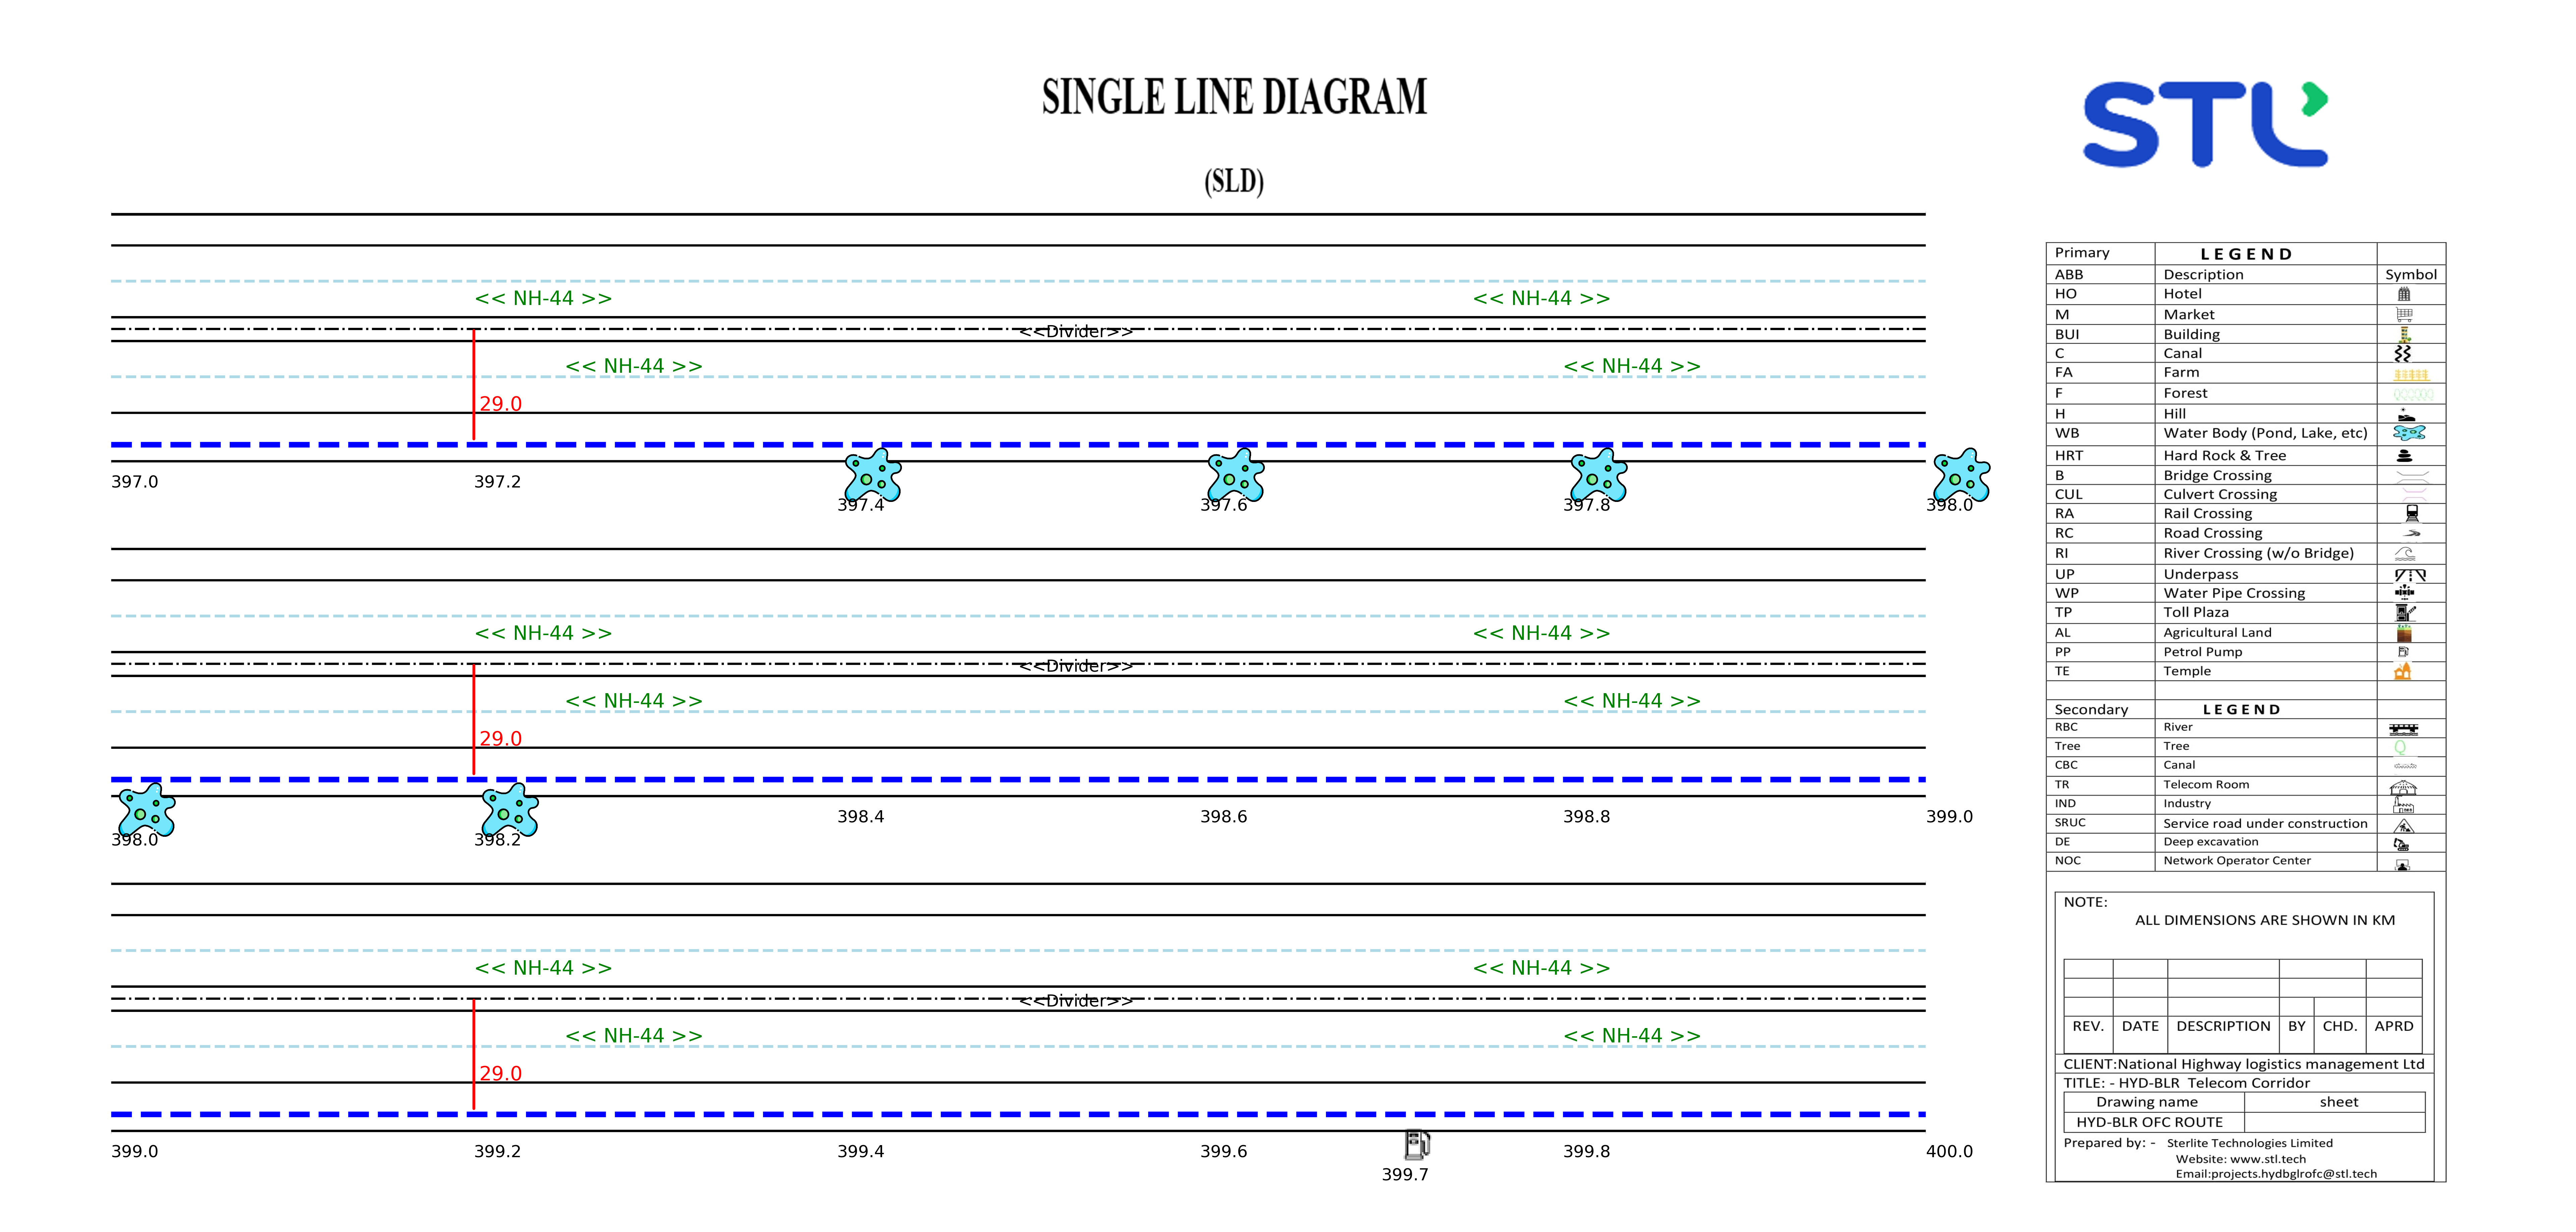 SINGLE LINE DIAGRAM
STL
(SLD)
<< NH-44 >> << NH-44 >>
<<Divider>>
<< NH-44 >> << NH-44 >>
29.0
397.0 397.2 397.4 397.6 397.8 398.0
<< NH-44 >> << NH-44 >>
<<Divider>>
<< NH-44 >> << NH-44 >>
29.0
398.0 398.2 398.4 398.6 398.8 399.0
<< NH-44 >> << NH-44 >>
<<Divider>>
<< NH-44 >> << NH-44 >>
29.0
399.0 399.2 399.4 399.6 399.8 400.0
399.7
Primary LEGEND
ABB Description Symbol
HO Hotel
M Market
BUI Building
C Canal
FA Farm
F Forest
H Hill
WB Water Body (Pond, Lake, etc)
HRT Hard Rock & Tree
B Bridge Crossing
CUL Culvert Crossing
RA Rail Crossing
RC Road Crossing
RI River Crossing (w/o Bridge)
UP Underpass
WP Water Pipe Crossing
TP Toll Plaza
AL Agricultural Land
PP Petrol Pump
TE Temple
Secondary LEGEND
RBC River
Tree Tree
CBC Canal
TR Telecom Room
IND Industry
SRUC Service road under construction
DE Deep excavation
NOC Network Operator Center
NOTE:
ALL DIMENSIONS ARE SHOWN IN KM
REV. DATE DESCRIPTION BY CHD. APRD
CLIENT:National Highway logistics management Ltd
TITLE: - HYD-BLR Telecom Corridor
Drawing name sheet
HYD-BLR OFC ROUTE
Prepared by: - Sterlite Technologies Limited
Website: www.stl.tech
Email:projects.hydbglrofc@stl.tech